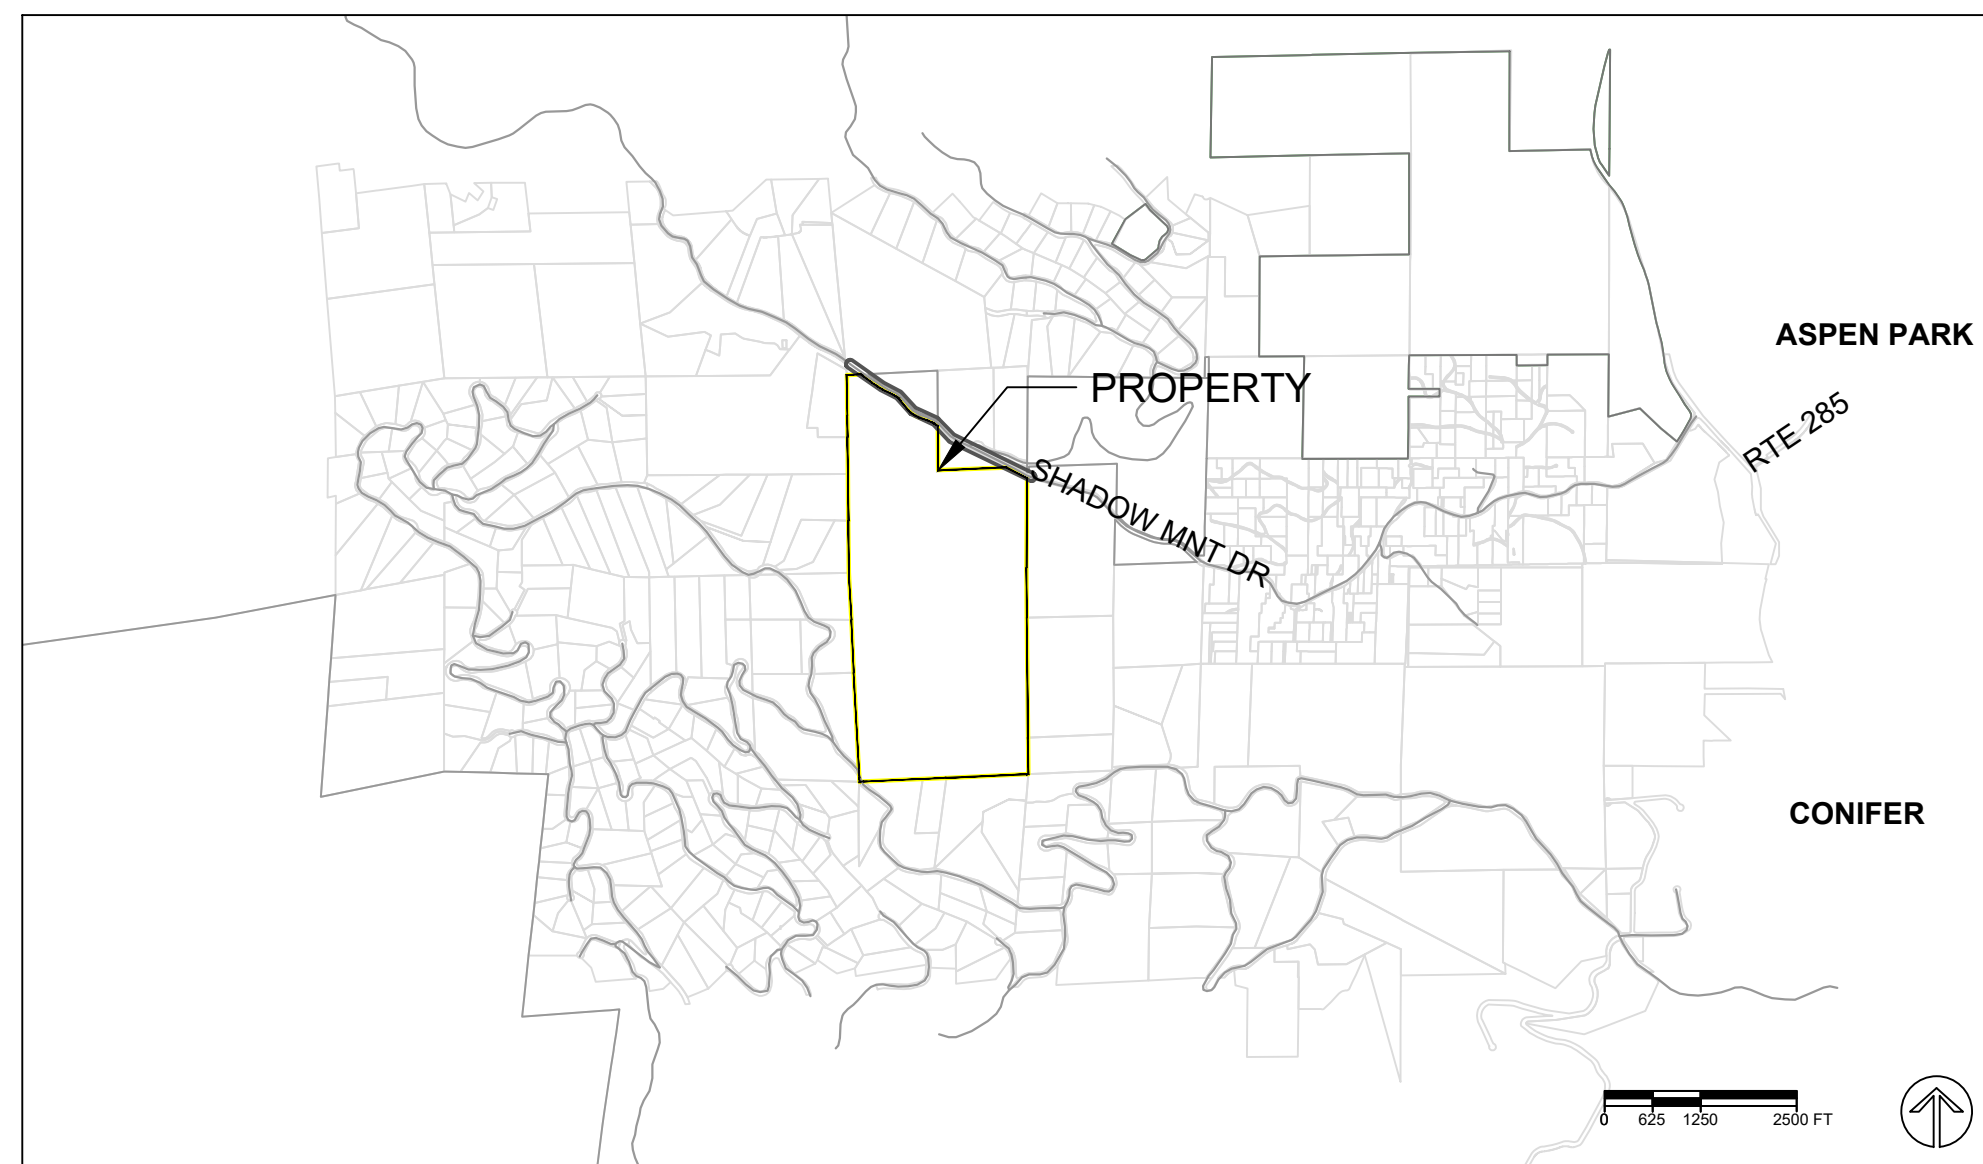 ASPEN PARK
PROPERTY
RTE 285
SHADOW MNT DR
CONIFER
0 625 1250 2500 FT